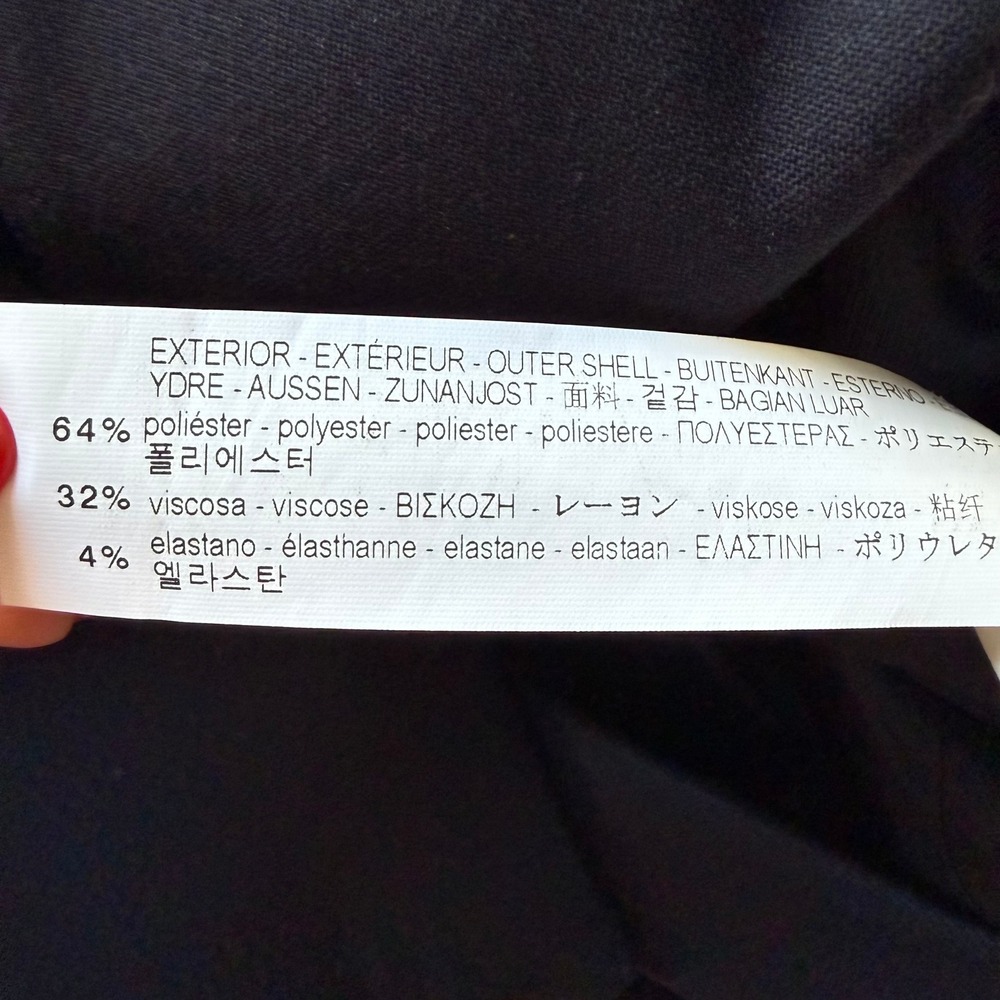 EXTERIOR - EXTÉRIEUR - OUTER SHELL - BUITENKANT - ESTERNO -
YDRE - AUSSEN - ZUNANJOST - 面料 - 겉감 - BAGIAN LUAR
64% poliéster - polyester - poliester - poliestere - ΠΟΛΥΕΣΤΕΡΑΣ - ポリエステ
폴리에스터
32% viscosa - viscose - ΒΙΣΚΟΖΗ - レーヨン - viskose - viskoza - 粘纤
4% elastano - élasthanne - elastane - elastaan - ΕΛΑΣΤΙΝΗ - ポリウレタ
엘라스탄